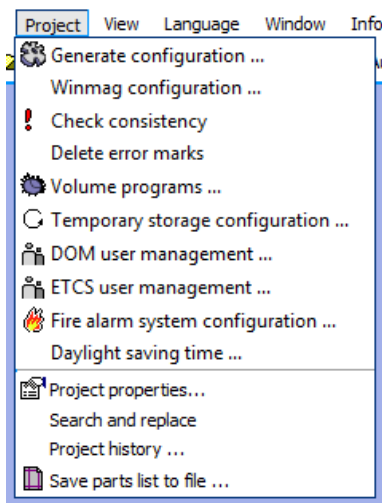 Project View Language Window Info
Generate configuration ...
Winmag configuration ...
Check consistency
Delete error marks
Volume programs ...
Temporary storage configuration ...
DOM user management ...
ETCS user management ...
Fire alarm system configuration ...
Daylight saving time ...
Project properties...
Search and replace
Project history ...
Save parts list to file ...